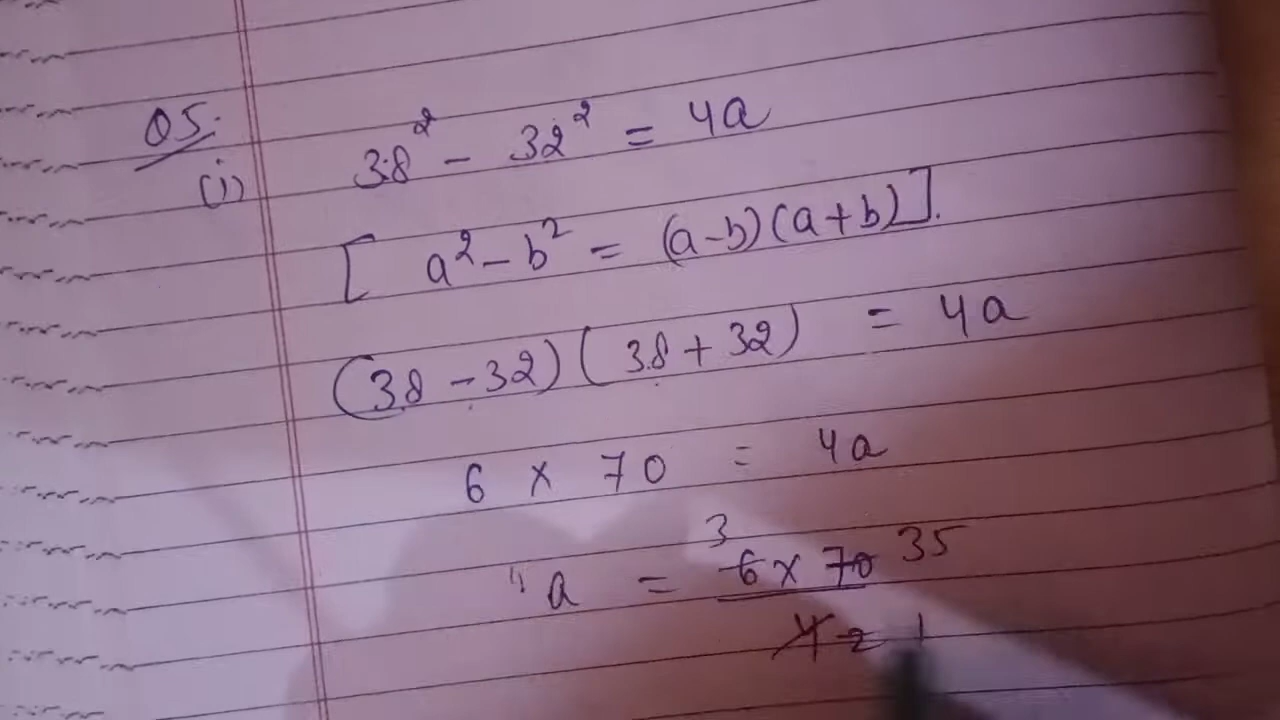 Q5.
(i) 38² - 32² = 4a
[ a² - b² = (a-b)(a+b)].
(38 - 32)(38 + 32) = 4a
6 x 70 = 4a
3
a = 6 x 70 35
4 2 1